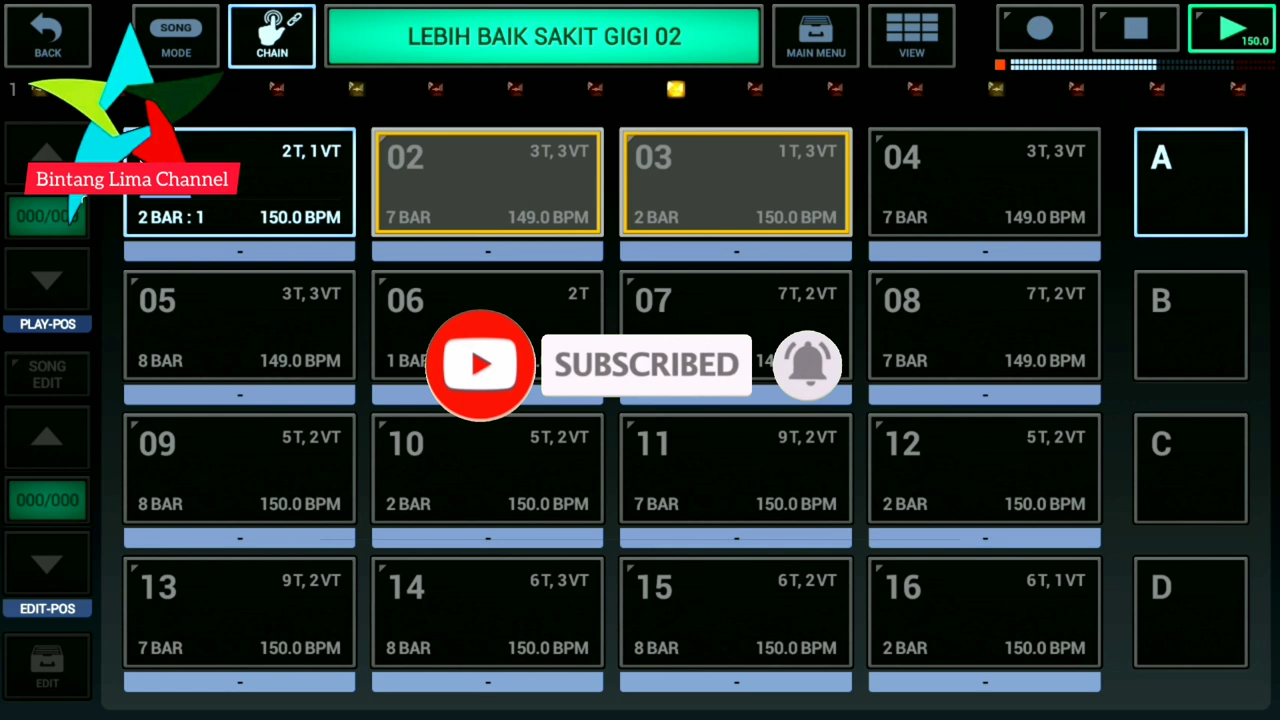 BACK
SONG
MODE
CHAIN
LEBIH BAIK SAKIT GIGI 02
MAIN MENU
VIEW
150.0
1
Bintang Lima Channel
2T, 1VT
2 BAR : 1 150.0 BPM
-
02 3T, 3VT
7 BAR 149.0 BPM
-
03 1T, 3VT
2 BAR 150.0 BPM
-
04 3T, 3VT
7 BAR 149.0 BPM
-
A
000/000
PLAY-POS
05 3T, 3VT
8 BAR 149.0 BPM
-
06 2T
1 BAR
07 7T, 2VT
08 7T, 2VT
7 BAR 149.0 BPM
-
B
SUBSCRIBED
SONG
EDIT
09 5T, 2VT
8 BAR 150.0 BPM
-
10 5T, 2VT
2 BAR 150.0 BPM
-
11 9T, 2VT
7 BAR 150.0 BPM
-
12 5T, 2VT
2 BAR 150.0 BPM
-
C
000/000
EDIT-POS
13 9T, 2VT
7 BAR 150.0 BPM
-
14 6T, 3VT
8 BAR 150.0 BPM
-
15 6T, 2VT
8 BAR 150.0 BPM
-
16 6T, 1VT
2 BAR 150.0 BPM
-
D
EDIT